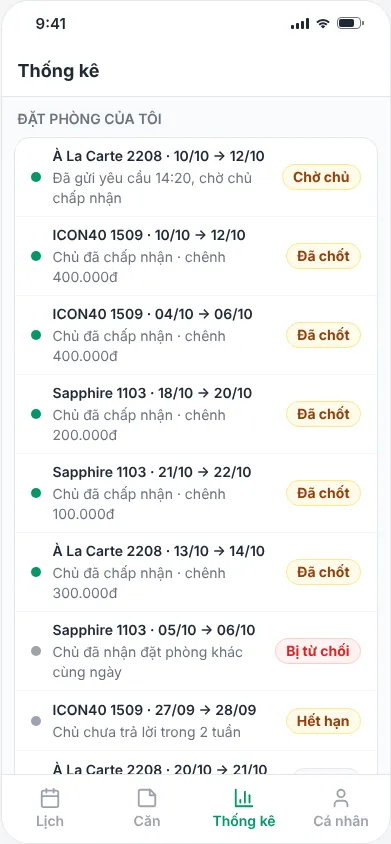 9:41
Thống kê
ĐẶT PHÒNG CỦA TÔI
À La Carte 2208 · 10/10 → 12/10
Đã gửi yêu cầu 14:20, chờ chủ
chấp nhận
Chờ chủ
ICON40 1509 · 10/10 → 12/10
Chủ đã chấp nhận · chênh
400.000đ
Đã chốt
ICON40 1509 · 04/10 → 06/10
Chủ đã chấp nhận · chênh
400.000đ
Đã chốt
Sapphire 1103 · 18/10 → 20/10
Chủ đã chấp nhận · chênh
200.000đ
Đã chốt
Sapphire 1103 · 21/10 → 22/10
Chủ đã chấp nhận · chênh
100.000đ
Đã chốt
À La Carte 2208 · 13/10 → 14/10
Chủ đã chấp nhận · chênh
300.000đ
Đã chốt
Sapphire 1103 · 05/10 → 06/10
Chủ đã nhận đặt phòng khác
cùng ngày
Bị từ chối
ICON40 1509 · 27/09 → 28/09
Chủ chưa trả lời trong 2 tuần
Hết hạn
À La Carte 2208 · 20/10 → 21/10
Lịch
Căn
Thống kê
Cá nhân